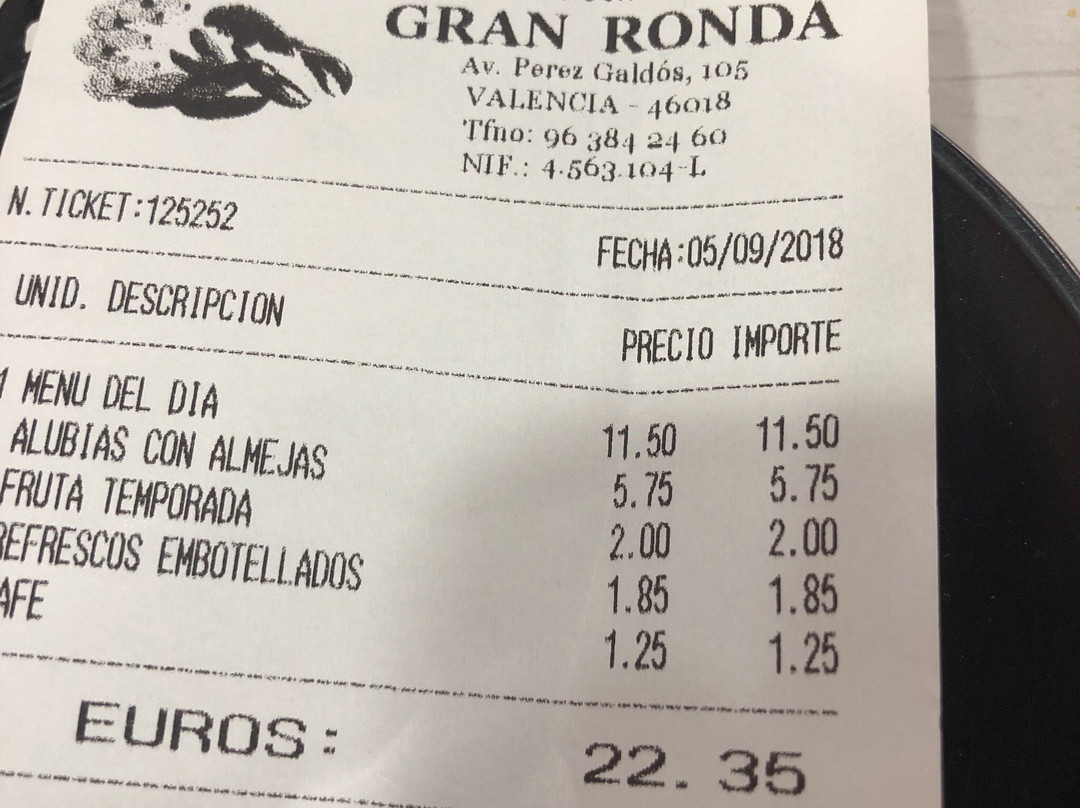 GRAN RONDA
Av. Perez Galdós, 105
VALENCIA - 46018
Tfno: 96 384 24 60
NIF.: 4.563.104-L
N. TICKET:125252
FECHA:05/09/2018
UNID. DESCRIPCION
PRECIO IMPORTE
1 MENU DEL DIA 11.50 11.50
ALUBIAS CON ALMEJAS 5.75 5.75
FRUTA TEMPORADA 2.00 2.00
REFRESCOS EMBOTELLADOS 1.85 1.85
AFE 1.25 1.25
EUROS: 22.35